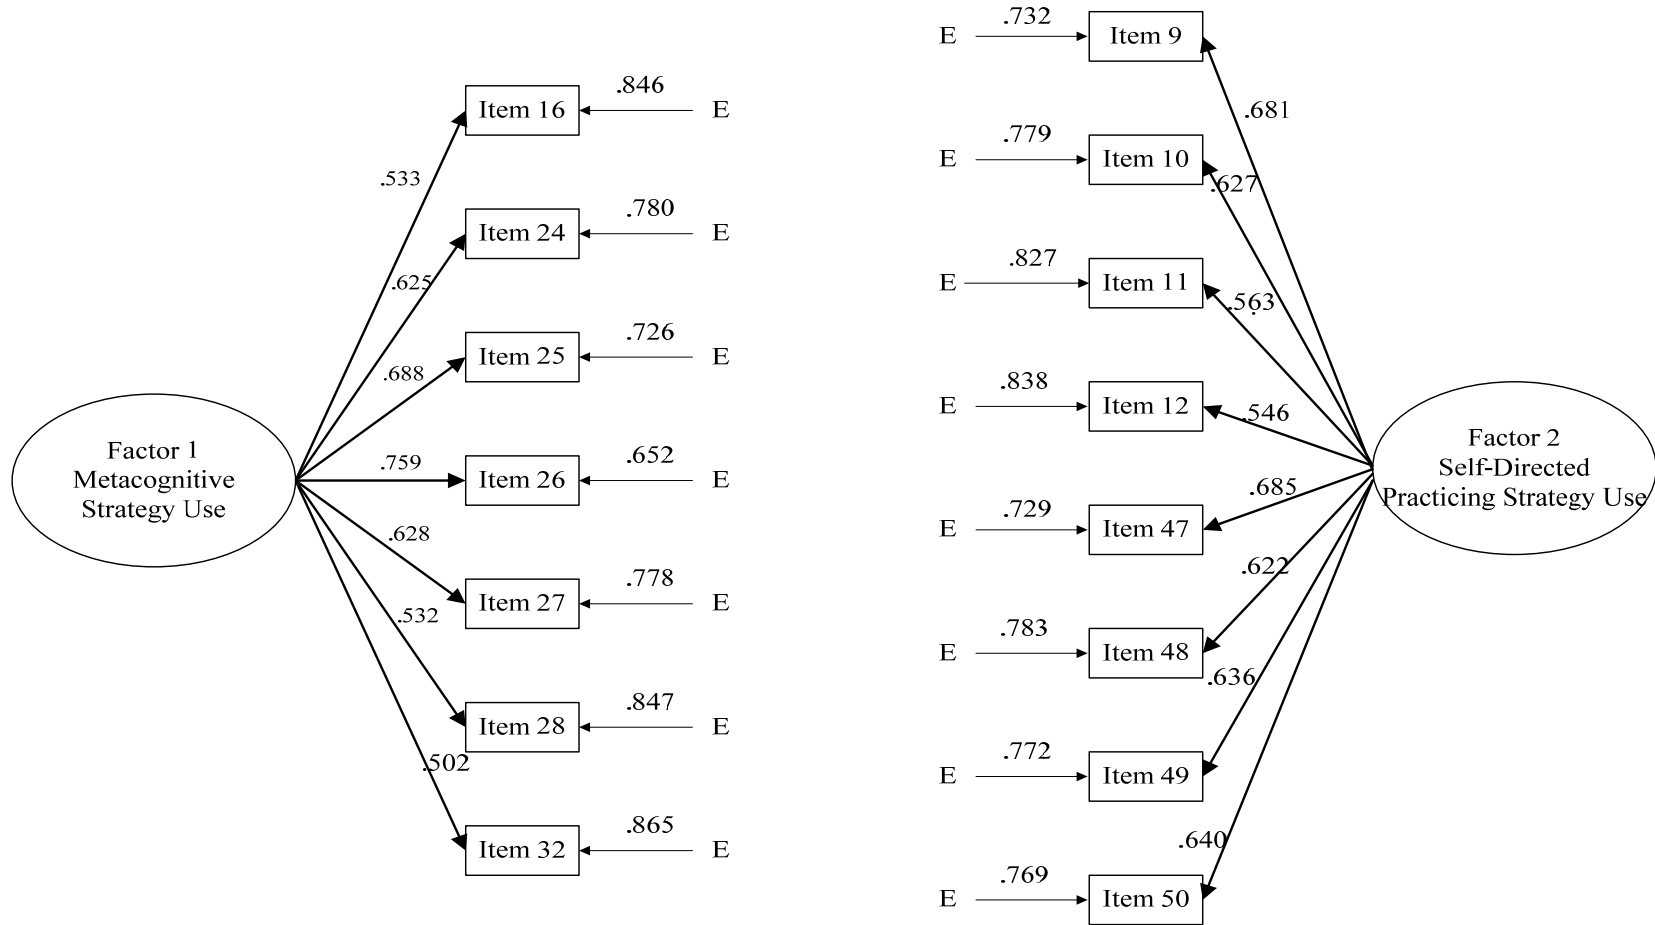 Factor 1
Metacognitive
Strategy Use
.533
.625
.688
.759
.628
.532
.502
Item 16
.846
E
Item 24
.780
E
Item 25
.726
E
Item 26
.652
E
Item 27
.778
E
Item 28
.847
E
Item 32
.865
E
E
.732
Item 9
E
.779
Item 10
E
.827
Item 11
E
.838
Item 12
E
.729
Item 47
E
.783
Item 48
E
.772
Item 49
E
.769
Item 50
.681
.627
.563
.546
.685
.622
.636
.640
Factor 2
Self-Directed
Practicing Strategy Use